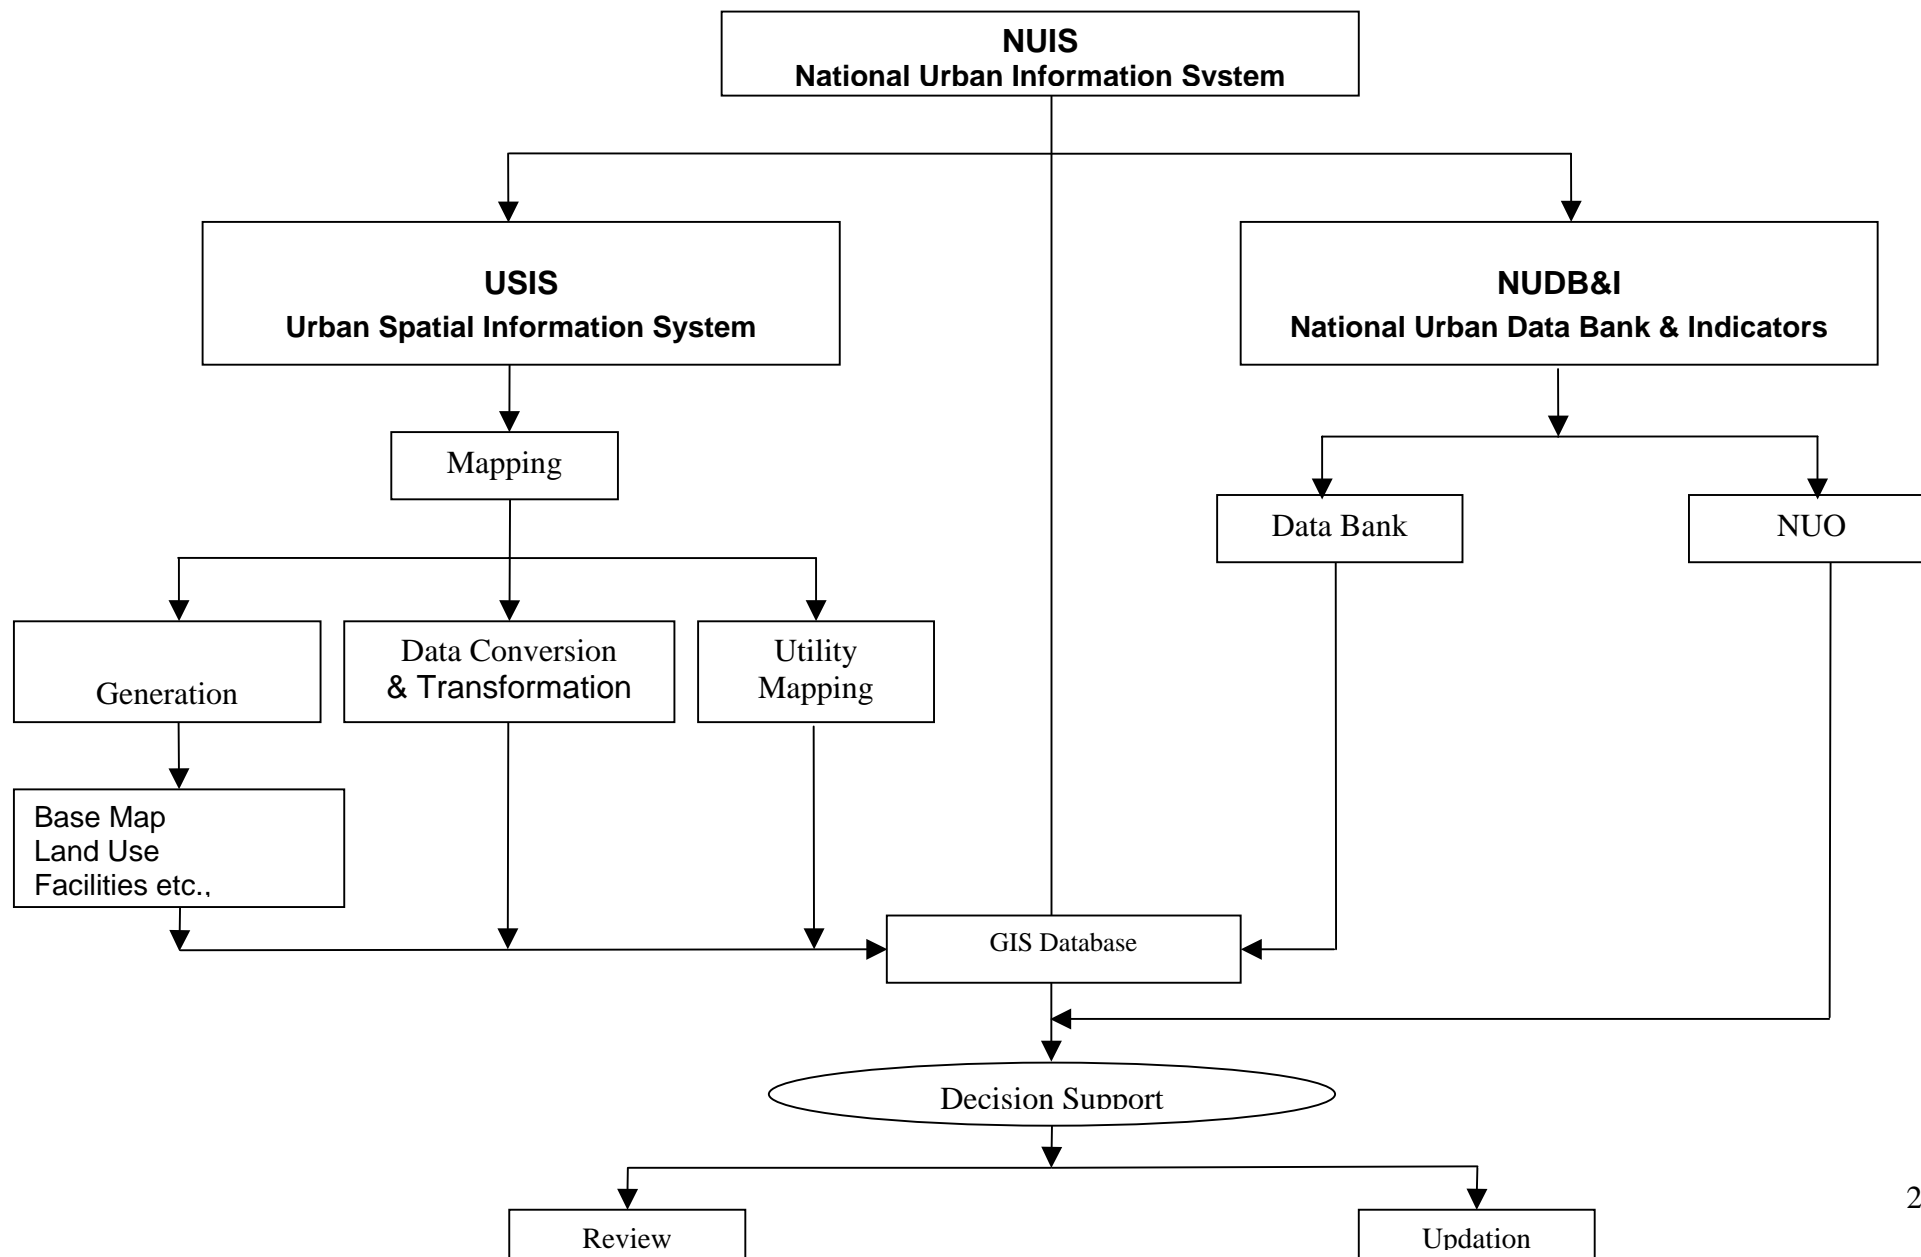 NUIS
National Urban Information System
USIS
Urban Spatial Information System
NUDB&I
National Urban Data Bank & Indicators
Mapping
Data Bank
NUO
Generation
Data Conversion
& Transformation
Utility
Mapping
Base Map
Land Use
Facilities etc.,
GIS Database
Decision Support
Review
Updation
2